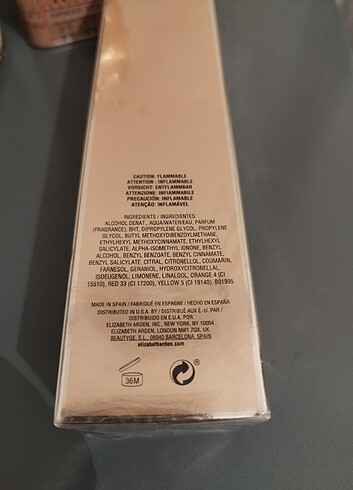 CAUTION: FLAMMABLE
ATTENTION : INFLAMMABLE
VORSICHT: ENTFLAMMBAR
ATTENZIONE: INFIAMMABILE
PRECAUCIÓN: INFLAMABLE
ATENÇÃO: INFLAMÁVEL
INGREDIENTS / INGREDIENTES:
ALCOHOL DENAT., AQUA/WATER/EAU, PARFUM
(FRAGRANCE), BHT, DIPROPYLENE GLYCOL, PROPYLENE
GLYCOL, BUTYL METHOXYDIBENZOYLMETHANE,
ETHYLHEXYL METHOXYCINNAMATE, ETHYLHEXYL
SALICYLATE, ALPHA-ISOMETHYL IONONE, BENZYL
ALCOHOL, BENZYL BENZOATE, BENZYL CINNAMATE,
BENZYL SALICYLATE, CITRAL, CITRONELLOL, COUMARIN,
FARNESOL, GERANIOL, HYDROXYCITRONELLAL,
ISOEUGENOL, LIMONENE, LINALOOL, ORANGE 4 (CI
15510), RED 33 (CI 17200), YELLOW 5 (CI 19140), B01995
MADE IN SPAIN / FABRIQUÉ EN ESPAGNE / HECHO EN ESPAÑA
DISTRIBUTED IN U.S.A. BY / DISTRIBUÉ AUX É.-U. PAR /
DISTRIBUIDO EN E.U.A. POR
ELIZABETH ARDEN, INC., NEW YORK, NY 10004
ELIZABETH ARDEN, LONDON NW1 7QX, UK.
BEAUTYGE, S.L., 08940 BARCELONA, SPAIN
elizabetharden.com
36M
®